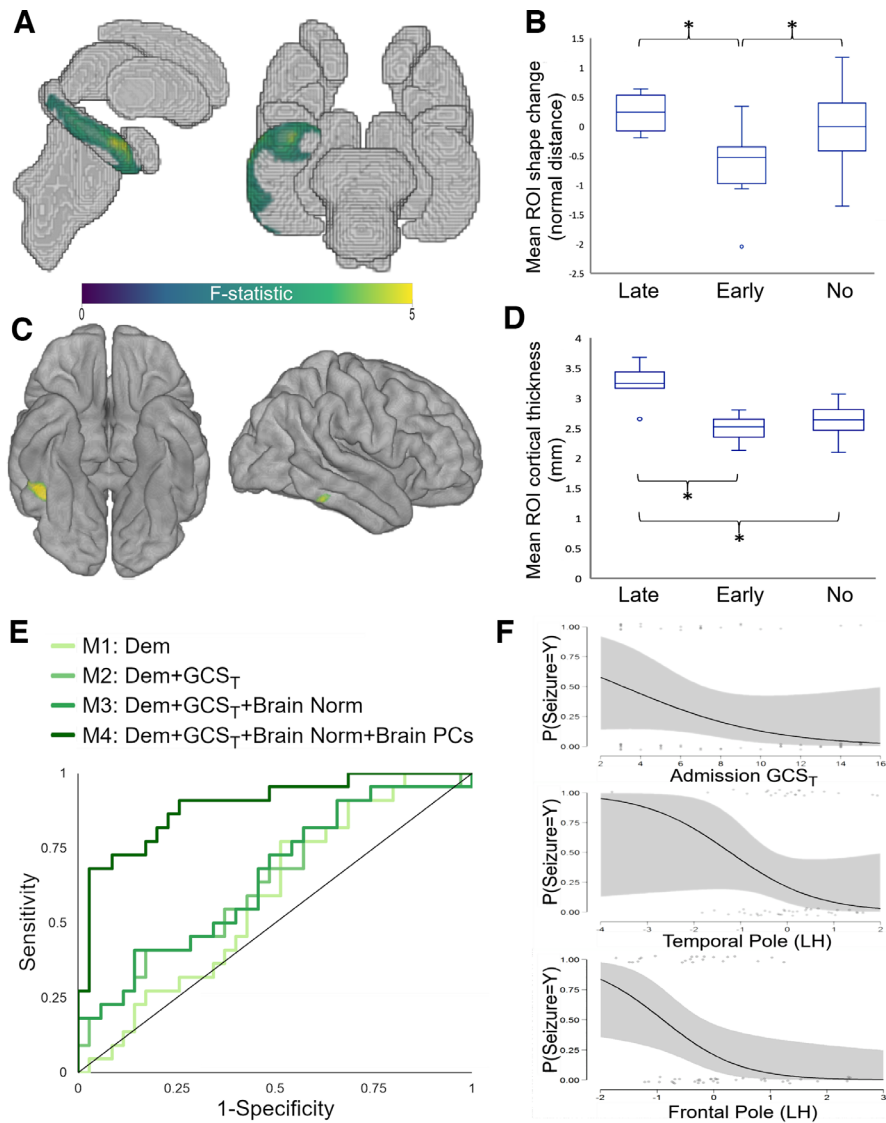 A
B
Mean ROI shape change
(normal distance)
1.5
1
0.5
0
-0.5
-1
-1.5
-2
-2.5
*
*
Late
Early
No
F-statistic
0
5
C
D
Mean ROI cortical thickness
(mm)
4
3.5
3
2.5
2
1.5
1
0.5
0
*
*
Late
Early
No
E
M1: Dem
M2: Dem+GCST
M3: Dem+GCST+Brain Norm
M4: Dem+GCST+Brain Norm+Brain PCs
Sensitivity
1
0.75
0.5
0.25
0
0.25
0.5
0.75
1
1-Specificity
F
P(Seizure=Y)
1.00
0.75
0.50
0.25
0.00
2
4
6
8
10
12
14
16
Admission GCST
P(Seizure=Y)
1.00
0.75
0.50
0.25
0.00
-4
-3
-2
-1
0
1
2
Temporal Pole (LH)
P(Seizure=Y)
1.00
0.75
0.50
0.25
0.00
-2
-1
0
1
2
3
Frontal Pole (LH)